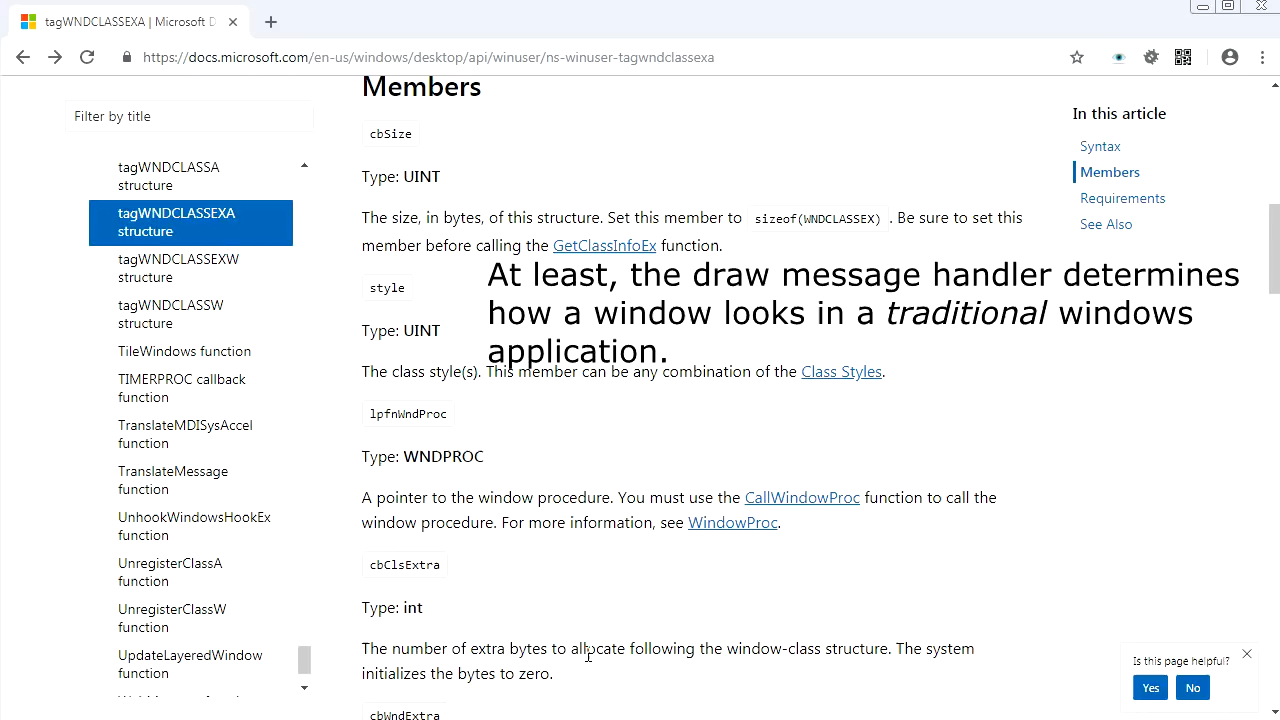 tagWNDCLASSEXA | Microsoft D
https://docs.microsoft.com/en-us/windows/desktop/api/winuser/ns-winuser-tagwndclassexa
Filter by title
tagWNDCLASSA
structure
tagWNDCLASSEXA
structure
tagWNDCLASSEXW
structure
tagWNDCLASSW
structure
TileWindows function
TIMERPROC callback
function
TranslateMDISysAccel
function
TranslateMessage
function
UnhookWindowsHookEx
function
UnregisterClassA
function
UnregisterClassW
function
UpdateLayeredWindow
function
Members
cbSize
Type: UINT
The size, in bytes, of this structure. Set this member to sizeof(WNDCLASSEX) . Be sure to set this
member before calling the GetClassInfoEx function.
style
Type: UINT
The class style(s). This member can be any combination of the Class Styles.
lpfnWndProc
Type: WNDPROC
A pointer to the window procedure. You must use the CallWindowProc function to call the
window procedure. For more information, see WindowProc.
cbClsExtra
Type: int
The number of extra bytes to allocate following the window-class structure. The system
initializes the bytes to zero.
cbWndExtra
At least, the draw message handler determines
how a window looks in a traditional windows
application.
In this article
Syntax
Members
Requirements
See Also
Is this page helpful?
Yes
No